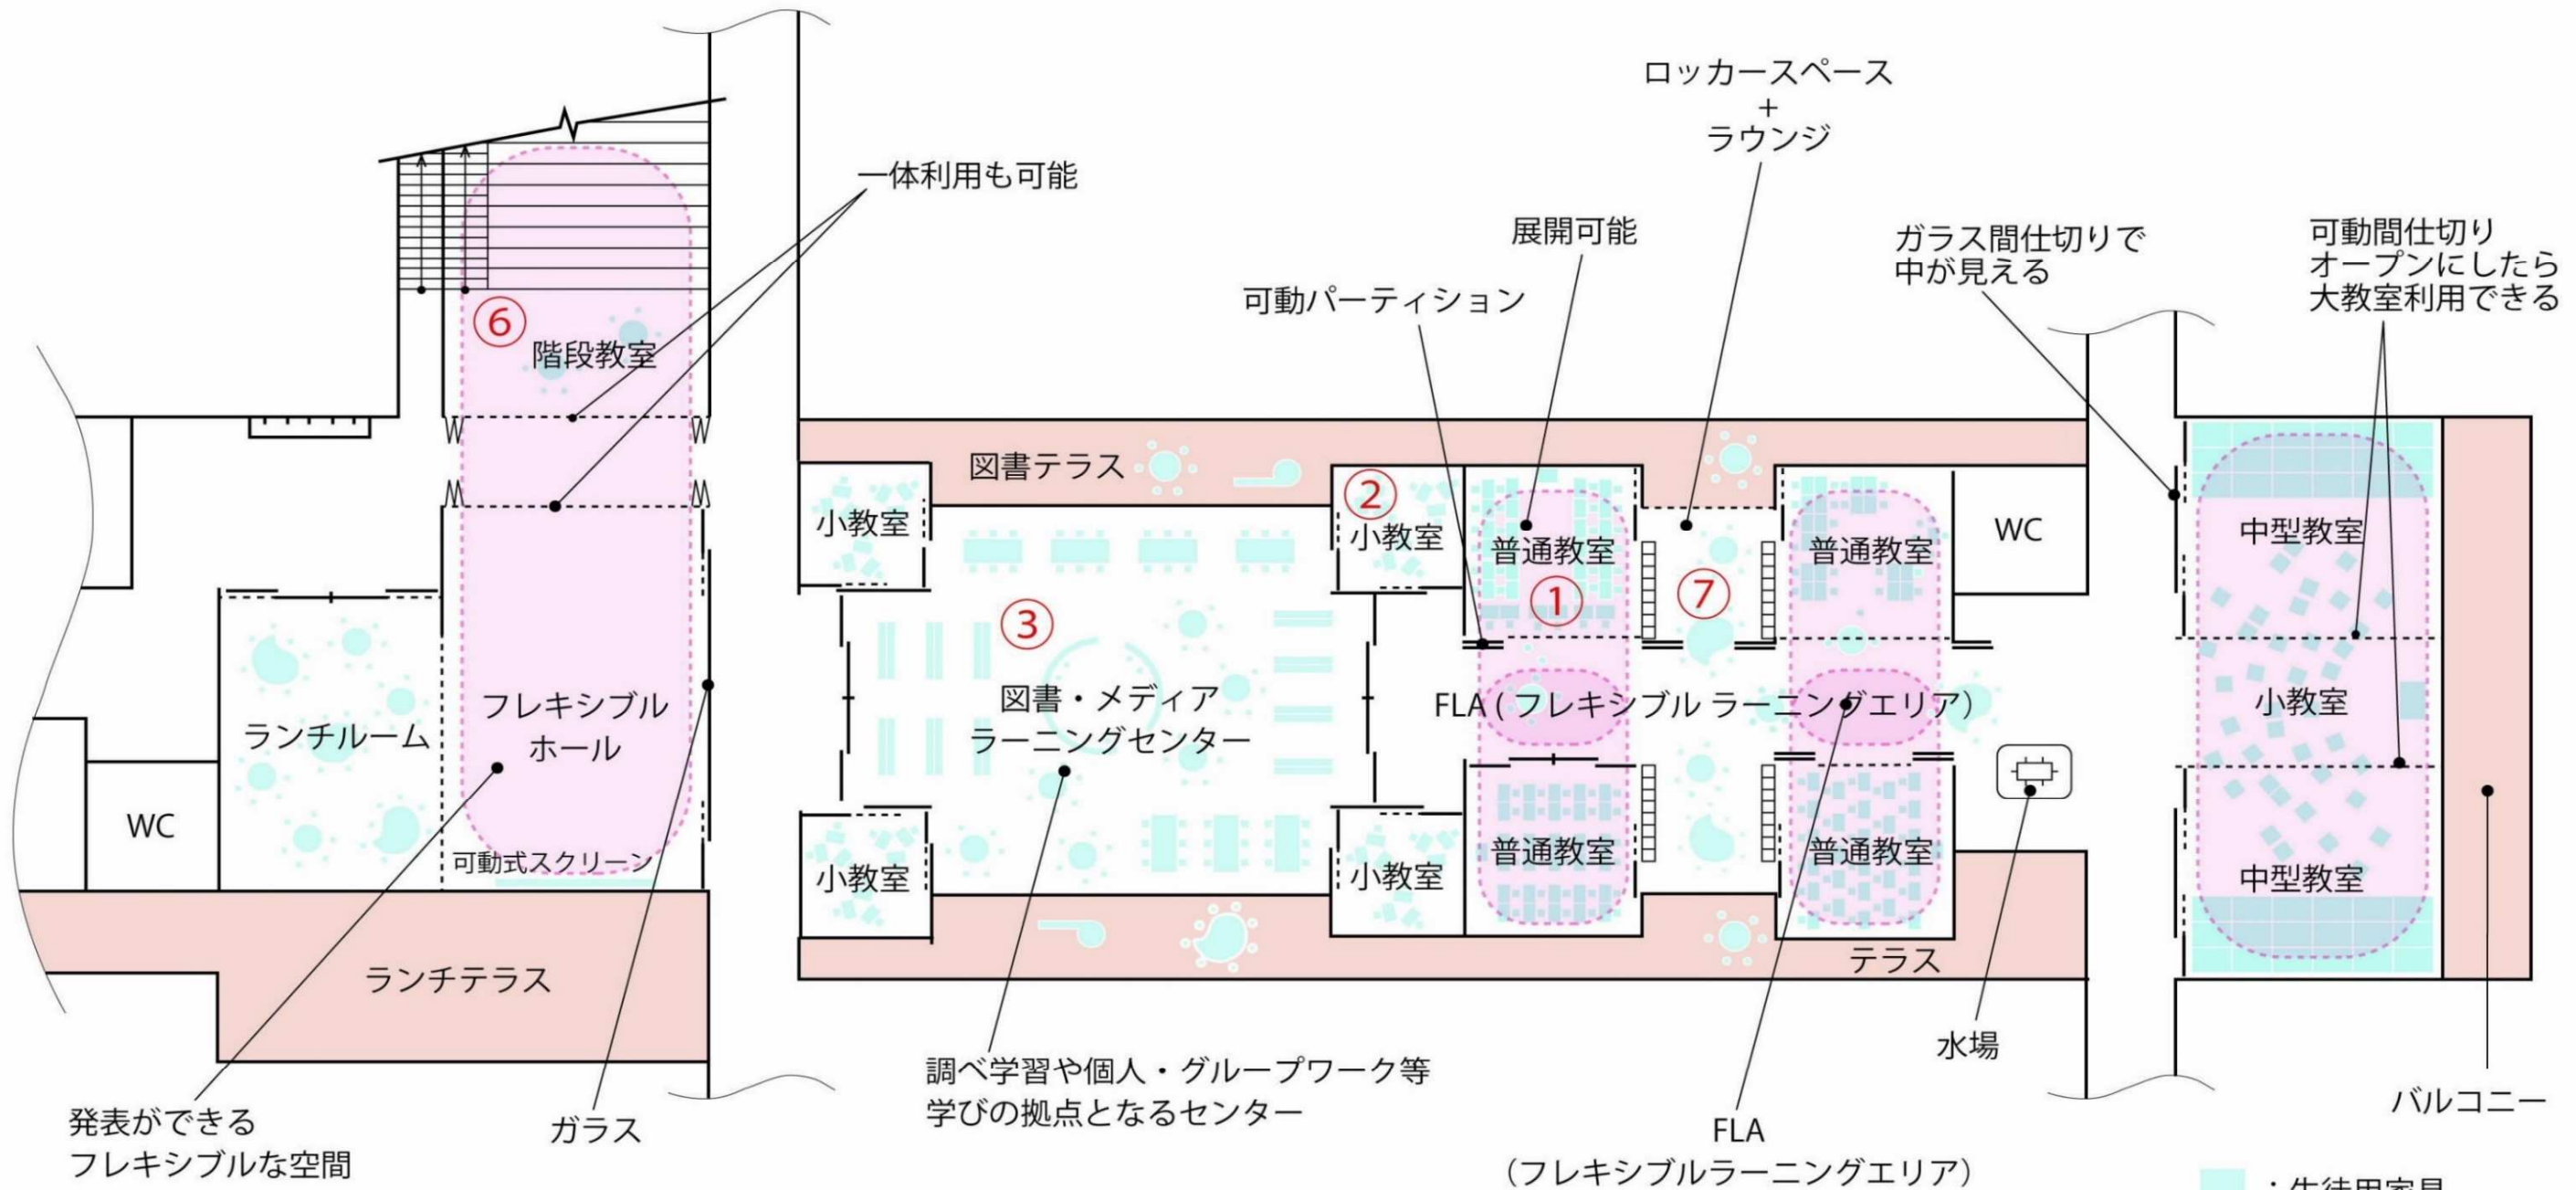 ロッカースペース
+
ラウンジ
一体利用も可能
展開可能
ガラス間仕切りで
中が見える
可動間仕切り
オープンにしたら
大教室利用できる
可動パーティション
⑥
階段教室
図書テラス
小教室
②
小教室
普通教室
①
⑦
普通教室
WC
中型教室
③
図書・メディア
ラーニングセンター
FLA ( フレキシブル ラーニングエリア）
小教室
ランチルーム
フレキシブル
ホール
WC
可動式スクリーン
小教室
小教室
普通教室
普通教室
中型教室
ランチテラス
テラス
水場
調べ学習や個人・グループワーク等
学びの拠点となるセンター
バルコニー
発表ができる
フレキシブルな空間
ガラス
FLA
（フレキシブルラーニングエリア）
：生徒用家具